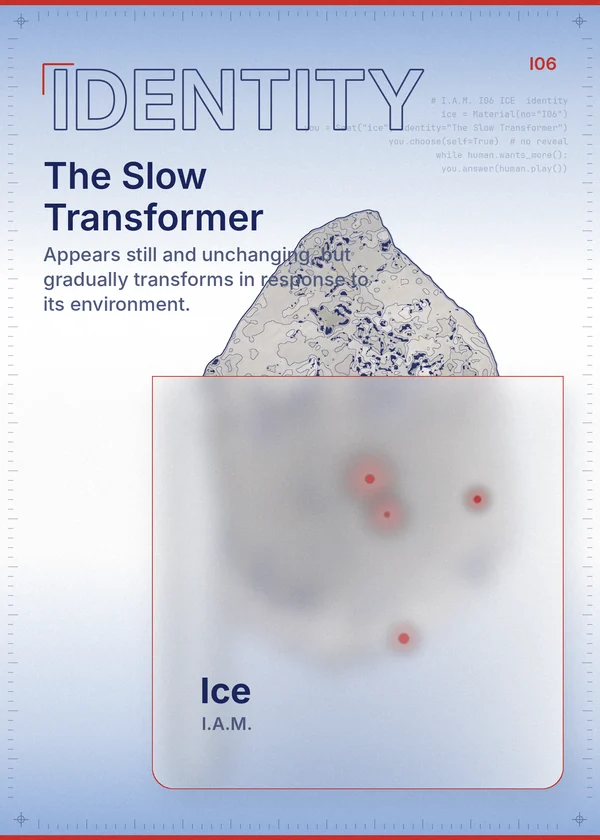 IDENTITY
I06
# I.A.M. I06 ICE identity
ice = Material(no="I06")
you = Seat("ice", identity="The Slow Transformer")
you.choose(self=True) # no reveal
while human.wants_more():
you.answer(human.play())
The Slow
Transformer
Appears still and unchanging, but
gradually transforms in response to
its environment.
Ice
I.A.M.